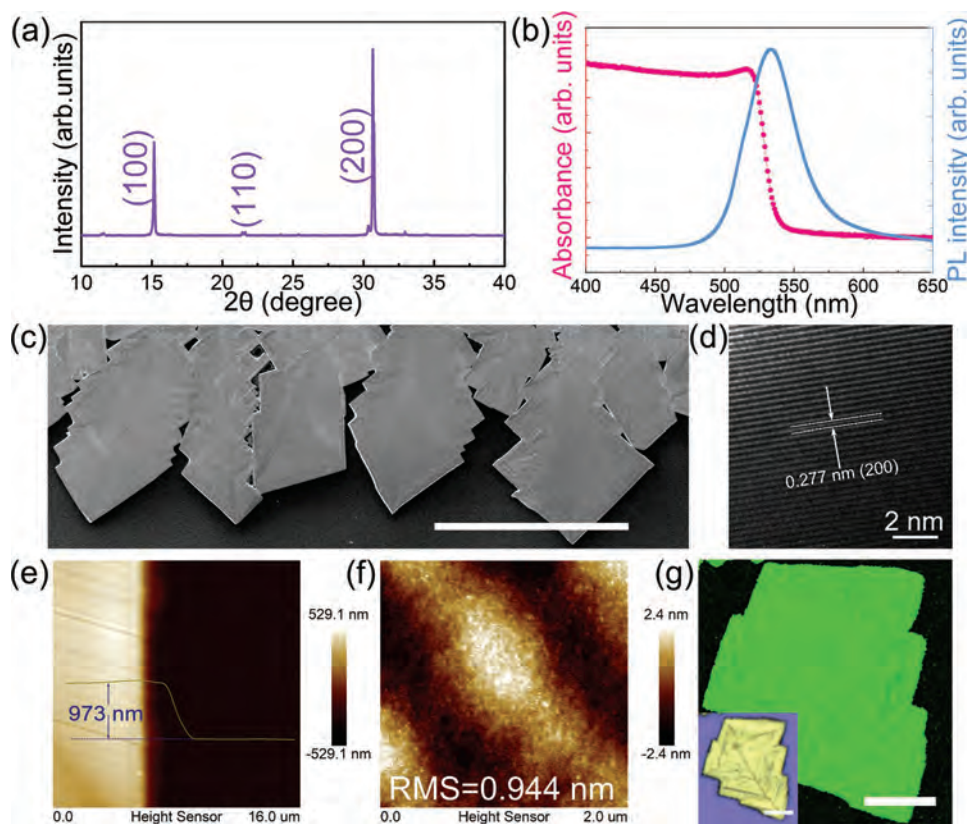 (a)
Intensity (arb.units)
(100)
(110)
(200)
10 15 20 25 30 35 40
2θ (degree)
(b)
Absorbance (arb. units)
PL intensity (arb. units)
400 450 500 550 600 650
Wavelength (nm)
(c)
(d)
0.277 nm (200)
2 nm
(e)
973 nm
0.0 Height Sensor 16.0 um
529.1 nm
-529.1 nm
(f)
RMS=0.944 nm
0.0 Height Sensor 2.0 um
2.4 nm
-2.4 nm
(g)